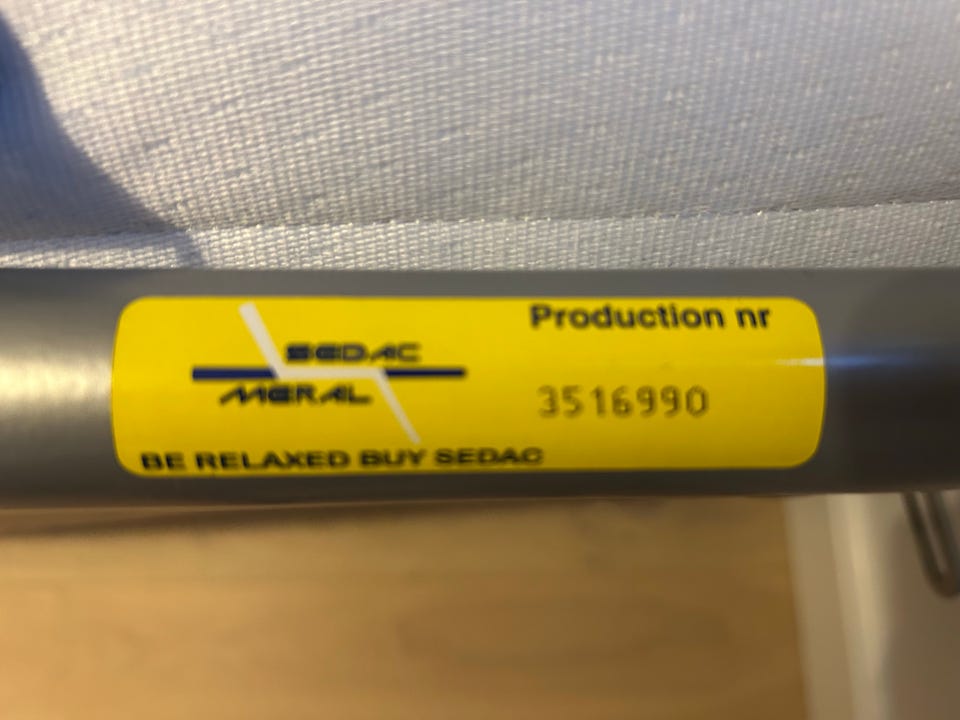 SEDAC
MERAL
BE RELAXED BUY SEDAC
Production nr
3516990